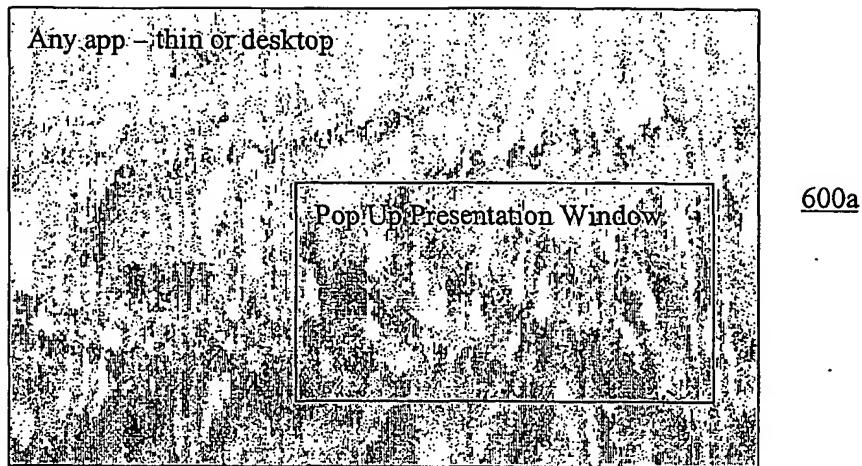 Any app – thin or desktop
Pop Up Presentation Window
600a